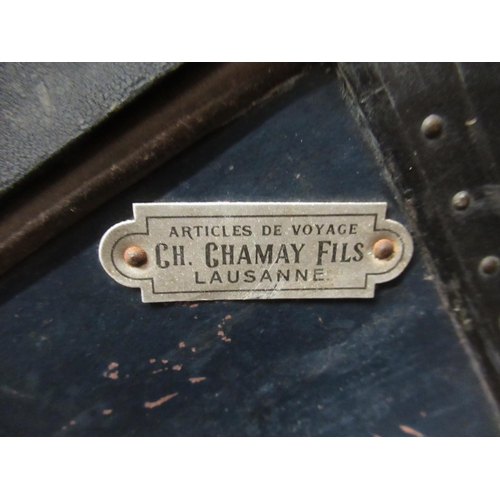 ARTICLES DE VOYAGE
CH. CHAMAY FILS
LAUSANNE